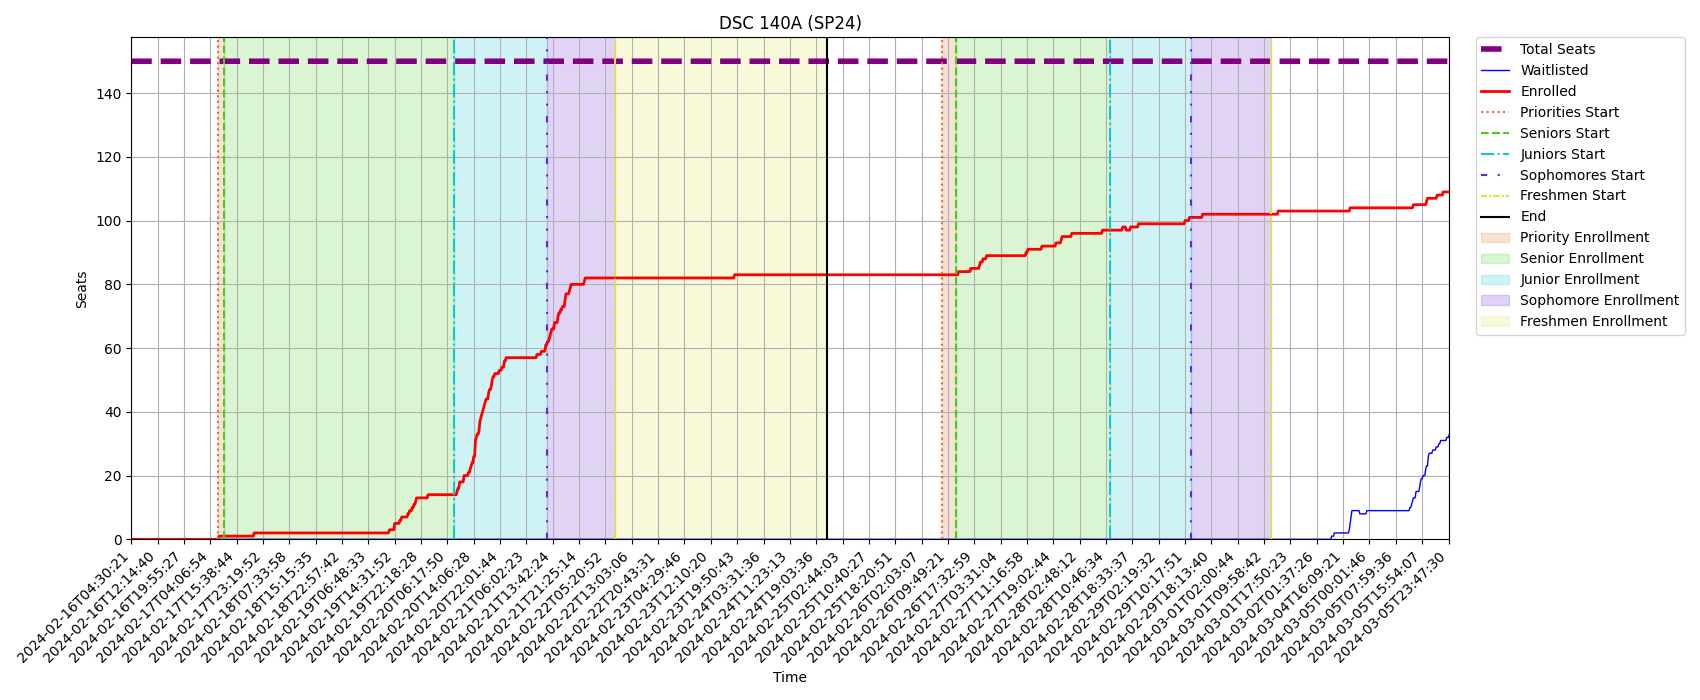 DSC 140A (SP24)
Seats
140
120
100
80
60
40
20
0
2024-02-16T04:30:21
2024-02-16T12:14:40
2024-02-16T19:55:27
2024-02-17T04:06:54
2024-02-17T15:38:44
2024-02-17T23:19:52
2024-02-18T07:33:58
2024-02-18T15:15:35
2024-02-18T22:57:42
2024-02-19T06:48:33
2024-02-19T14:31:52
2024-02-19T22:18:28
2024-02-20T06:17:50
2024-02-20T14:06:28
2024-02-20T22:01:44
2024-02-21T06:02:23
2024-02-21T13:42:24
2024-02-21T21:25:14
2024-02-22T05:20:52
2024-02-22T13:03:06
2024-02-22T20:43:31
2024-02-23T04:29:46
2024-02-23T12:10:20
2024-02-23T19:50:43
2024-02-24T03:31:36
2024-02-24T11:23:13
2024-02-24T19:03:36
2024-02-25T02:44:03
2024-02-25T10:40:27
2024-02-25T18:20:51
2024-02-26T02:03:07
2024-02-26T09:49:21
2024-02-26T17:32:59
2024-02-27T03:31:04
2024-02-27T11:16:58
2024-02-27T19:02:44
2024-02-28T02:48:12
2024-02-28T10:46:34
2024-02-28T18:33:37
2024-02-29T02:19:32
2024-02-29T10:17:51
2024-02-29T18:13:40
2024-03-01T02:00:44
2024-03-01T09:58:42
2024-03-01T17:50:23
2024-03-02T01:37:26
2024-03-04T16:09:21
2024-03-05T00:01:46
2024-03-05T07:59:36
2024-03-05T15:54:07
2024-03-05T23:47:30
Time
Total Seats
Waitlisted
Enrolled
Priorities Start
Seniors Start
Juniors Start
Sophomores Start
Freshmen Start
End
Priority Enrollment
Senior Enrollment
Junior Enrollment
Sophomore Enrollment
Freshmen Enrollment